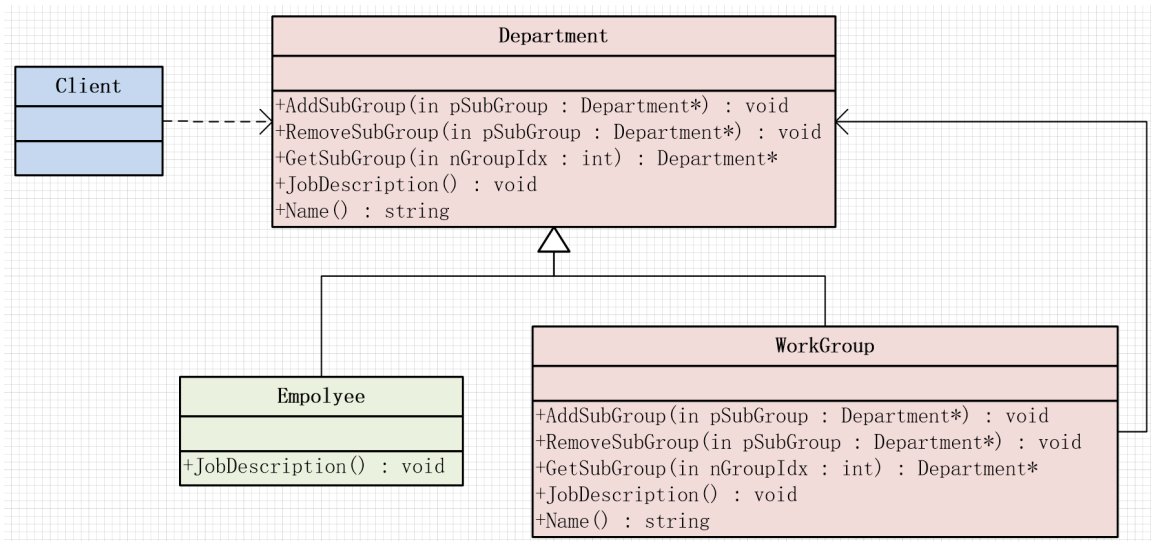 Department
Client
+AddSubGroup(in pSubGroup : Department*) : void
+RemoveSubGroup(in pSubGroup : Department*) : void
+GetSubGroup(in nGroupIdx : int) : Department*
+JobDescription() : void
+Name() : string
WorkGroup
Empolyee
+JobDescription() : void
+AddSubGroup(in pSubGroup : Department*) : void
+RemoveSubGroup(in pSubGroup : Department*) : void
+GetSubGroup(in nGroupIdx : int) : Department*
+JobDescription() : void
+Name() : string